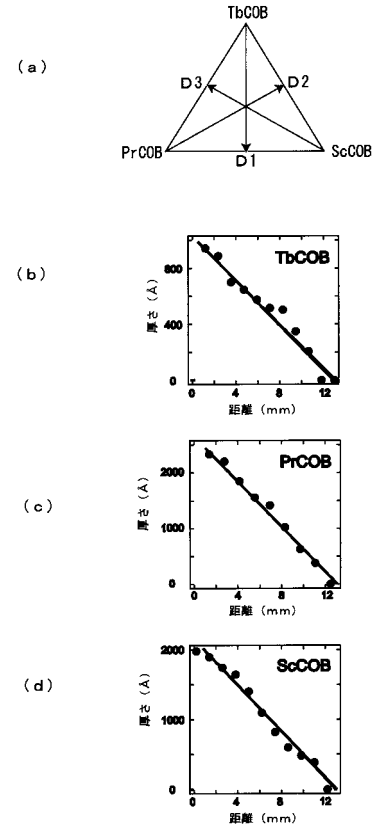 (a)
TbCOB
D3
D2
PrCOB
D1
ScCOB
(b)
TbCOB
厚さ (Å)
800
400
0
0 4 8 12
距離 (mm)
(c)
PrCOB
厚さ (Å)
2000
1000
0
0 4 8 12
距離 (mm)
(d)
ScCOB
厚さ (Å)
2000
1000
0
0 4 8 12
距離 (mm)